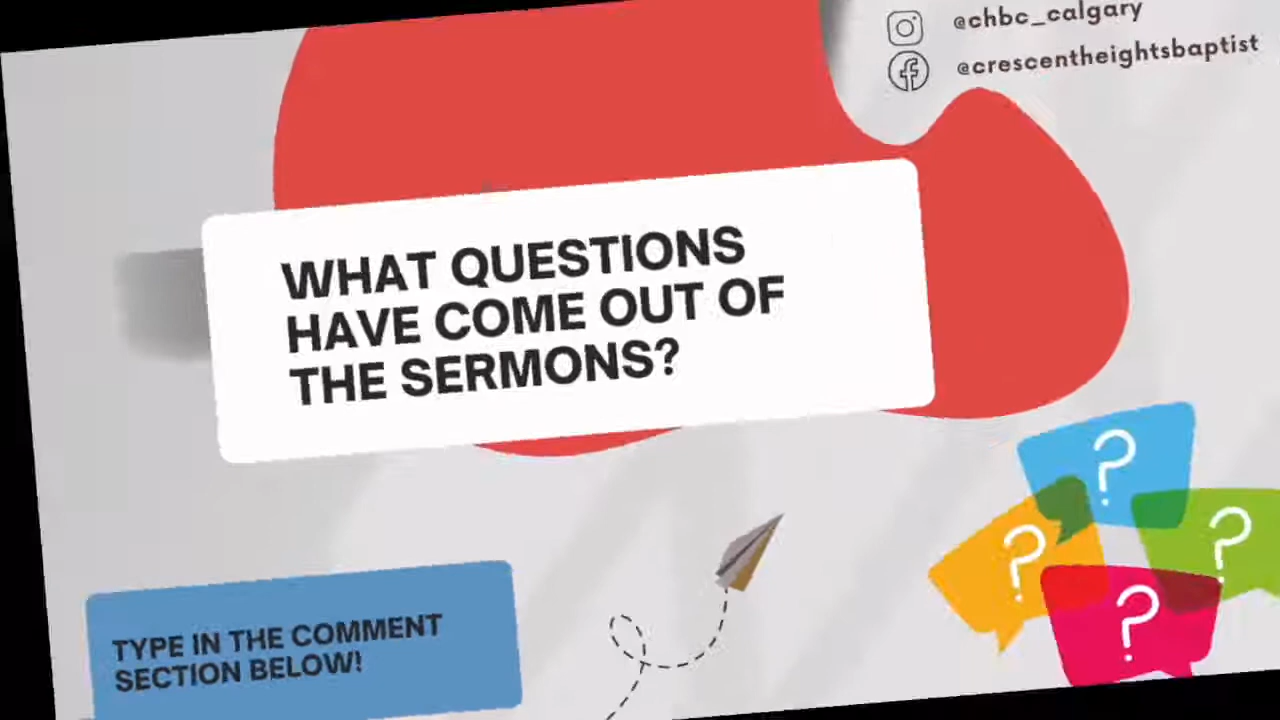 @chbc_calgary
@crescentheightsbaptist
WHAT QUESTIONS
HAVE COME OUT OF
THE SERMONS?
? ? ? ?
TYPE IN THE COMMENT
SECTION BELOW!